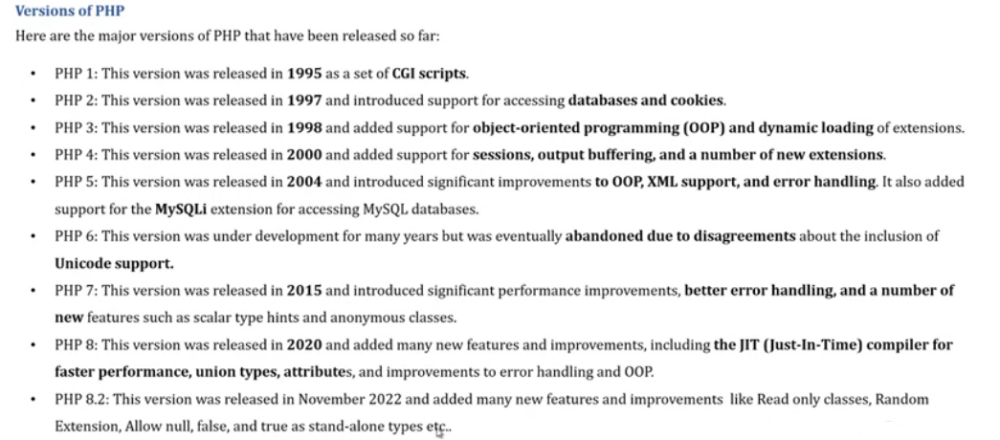 Versions of PHP
Here are the major versions of PHP that have been released so far:
• PHP 1: This version was released in 1995 as a set of CGI scripts.
• PHP 2: This version was released in 1997 and introduced support for accessing databases and cookies.
• PHP 3: This version was released in 1998 and added support for object-oriented programming (OOP) and dynamic loading of extensions.
• PHP 4: This version was released in 2000 and added support for sessions, output buffering, and a number of new extensions.
• PHP 5: This version was released in 2004 and introduced significant improvements to OOP, XML support, and error handling. It also added
support for the MySQLi extension for accessing MySQL databases.
• PHP 6: This version was under development for many years but was eventually abandoned due to disagreements about the inclusion of
Unicode support.
• PHP 7: This version was released in 2015 and introduced significant performance improvements, better error handling, and a number of
new features such as scalar type hints and anonymous classes.
• PHP 8: This version was released in 2020 and added many new features and improvements, including the JIT (Just-In-Time) compiler for
faster performance, union types, attributes, and improvements to error handling and OOP.
• PHP 8.2: This version was released in November 2022 and added many new features and improvements like Read only classes, Random
Extension, Allow null, false, and true as stand-alone types etc..